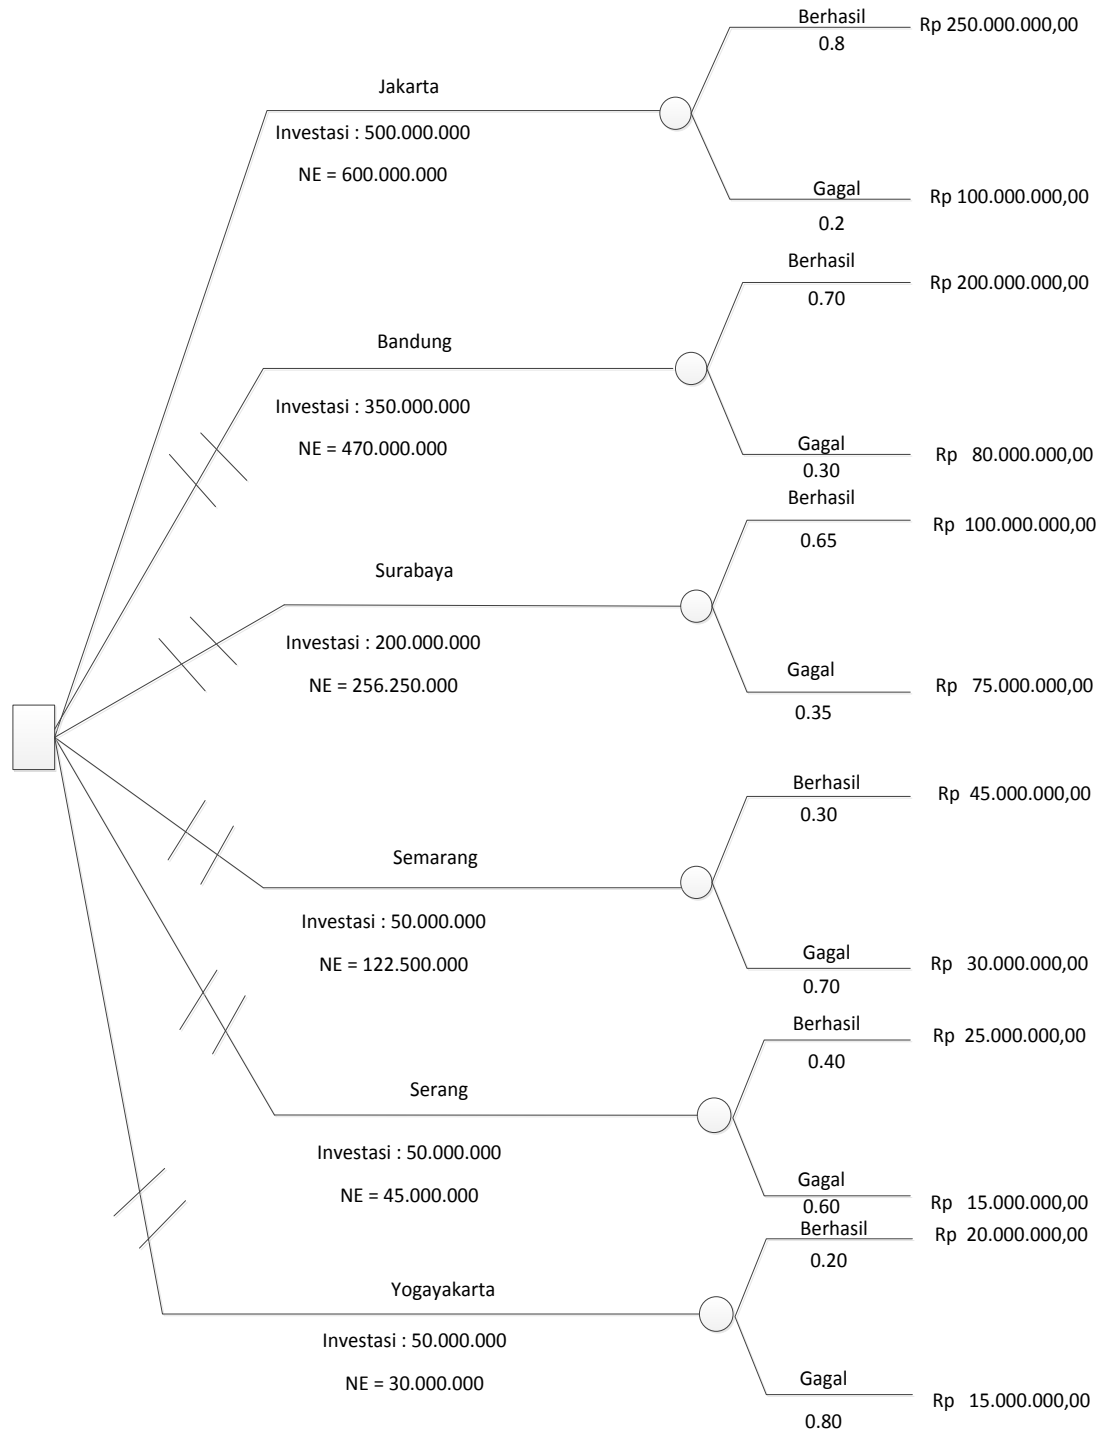 Berhasil
0.8
Rp 250.000.000,00
Jakarta
Investasi : 500.000.000
NE = 600.000.000
Gagal
0.2
Rp 100.000.000,00
Berhasil
0.70
Rp 200.000.000,00
Bandung
Investasi : 350.000.000
NE = 470.000.000
Gagal
0.30
Rp 80.000.000,00
Berhasil
0.65
Rp 100.000.000,00
Surabaya
Investasi : 200.000.000
NE = 256.250.000
Gagal
0.35
Rp 75.000.000,00
Berhasil
0.30
Rp 45.000.000,00
Semarang
Investasi : 50.000.000
NE = 122.500.000
Gagal
0.70
Rp 30.000.000,00
Berhasil
0.40
Rp 25.000.000,00
Serang
Investasi : 50.000.000
NE = 45.000.000
Gagal
0.60
Rp 15.000.000,00
Berhasil
0.20
Rp 20.000.000,00
Yogayakarta
Investasi : 50.000.000
NE = 30.000.000
Gagal
0.80
Rp 15.000.000,00